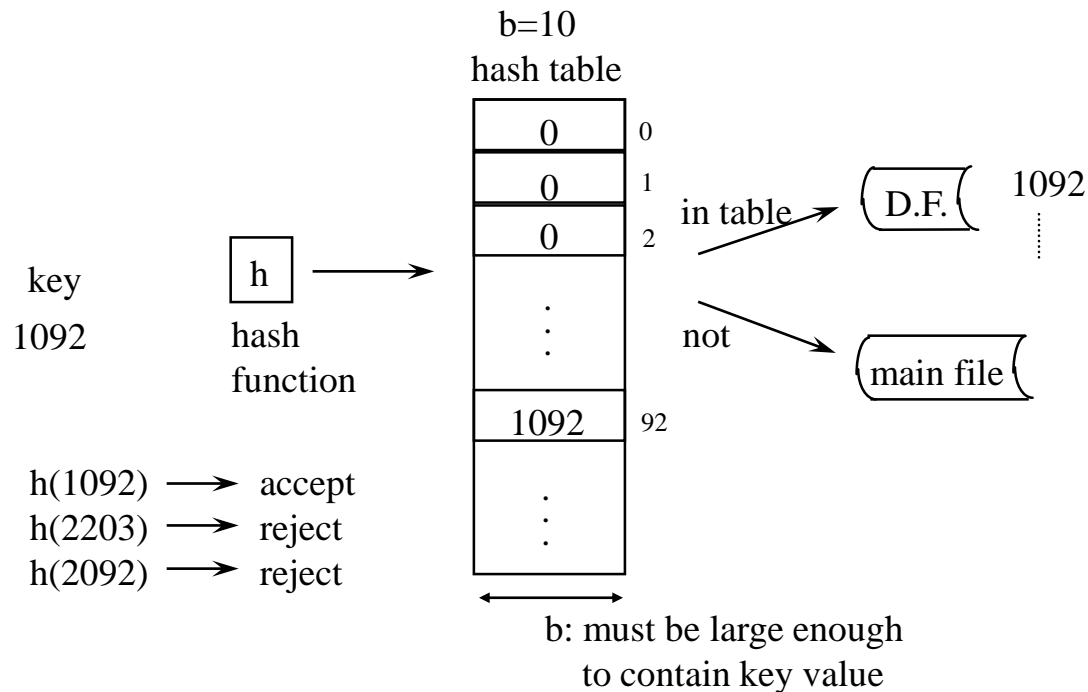 b=10
hash table
0 0
0 1
0 2
in table
D.F.
1092
key
1092
h
hash
function
not
main file
1092 92
h(1092) accept
h(2203) reject
h(2092) reject
b: must be large enough
to contain key value